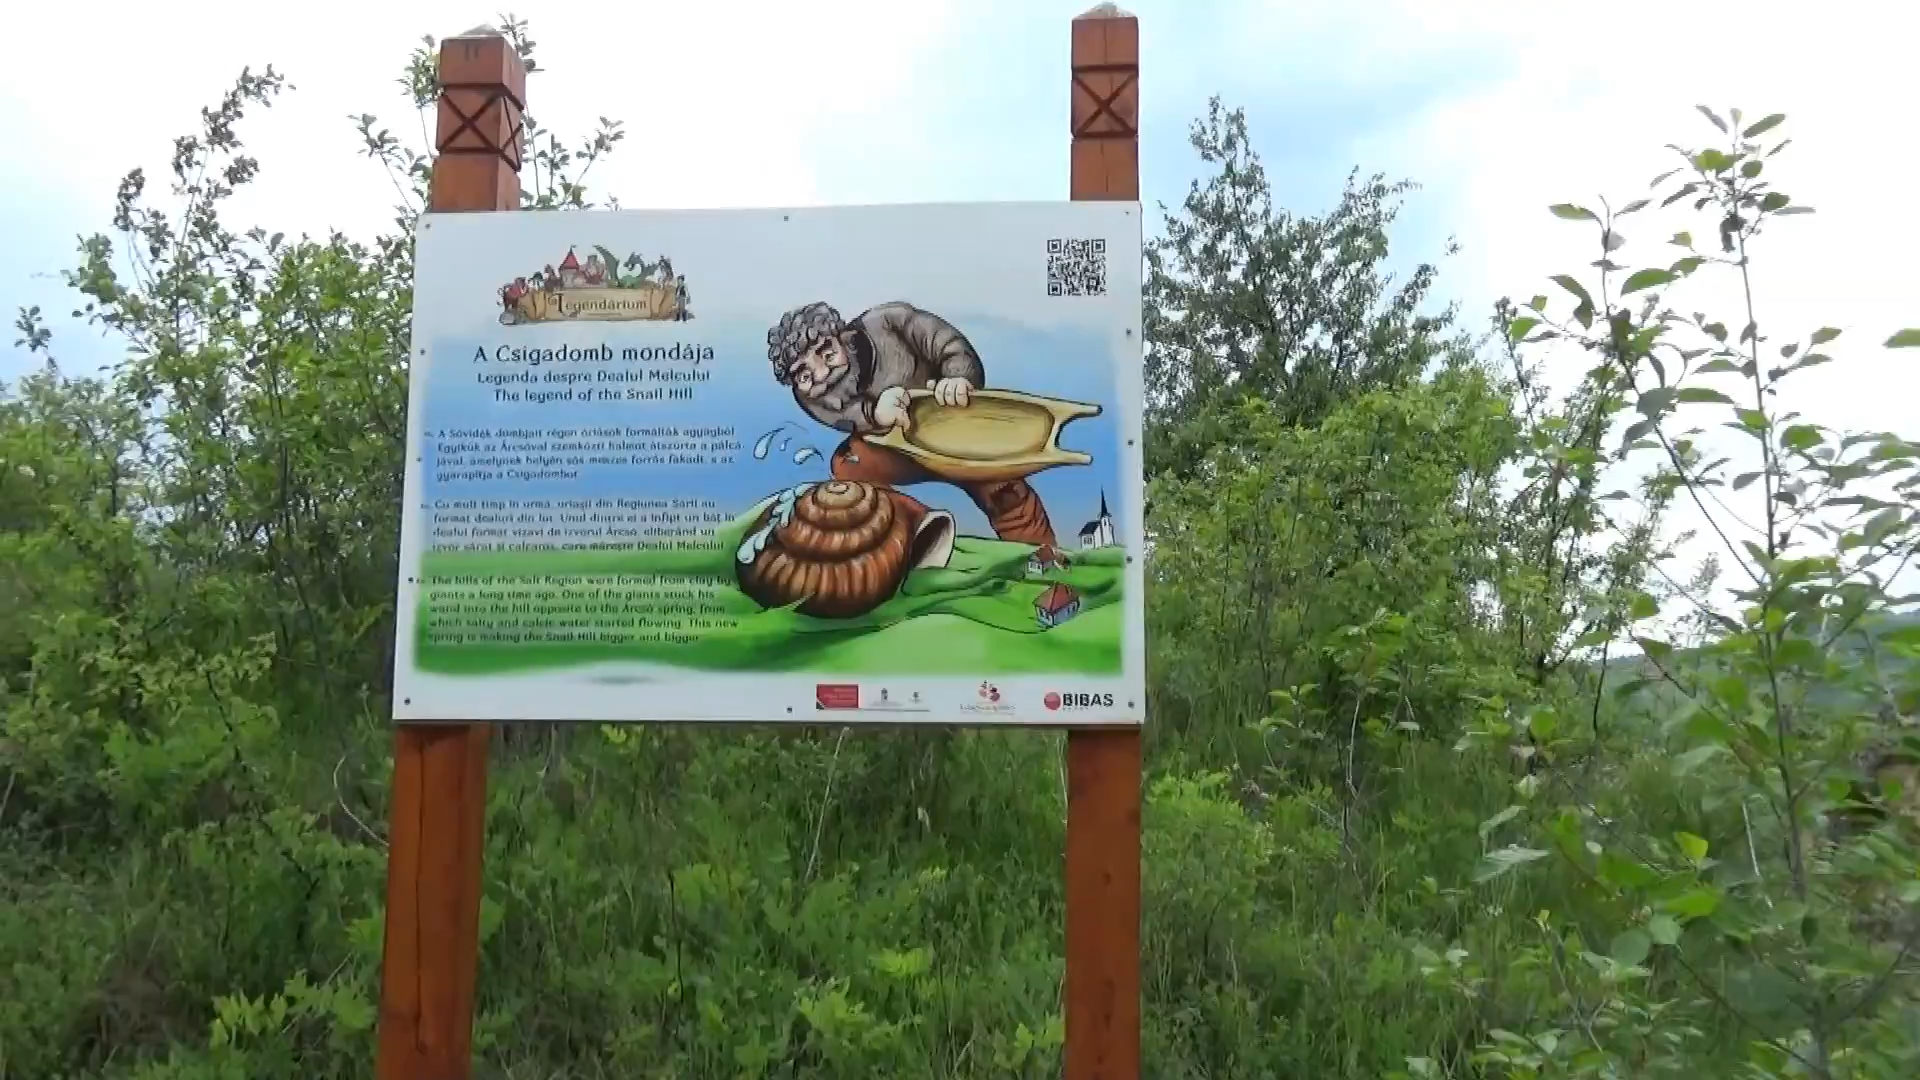 Legendárium
A Csigadomb mondája
Legenda despre Dealul Melcului
The legend of the Snail Hill
A Sóvidék dombjait régen óriások formálták agyagból.
Egyikük az Árcsóval szemközti halmot átszúrta a pálcá-
jával, amelynek helyén sós-meszes forrás fakadt, s az
gyarapítja a Csigadombot.
Cu mult timp în urmă, uriașii din Regiunea Sării au
format dealuri din lut. Unul dintre ei a înfipt un băț în
dealul format vizavi de izvorul Árcsó, eliberând un
izvor sărat și calcaros, care mărește Dealul Melcului.
The hills of the Salt Region were formed from clay by
giants a long time ago. One of the giants stuck his
wand into the hill opposite to the Árcsó spring, from
which salty and calcic water started flowing. This new
spring is making the Snail Hill bigger and bigger.
BIBAS